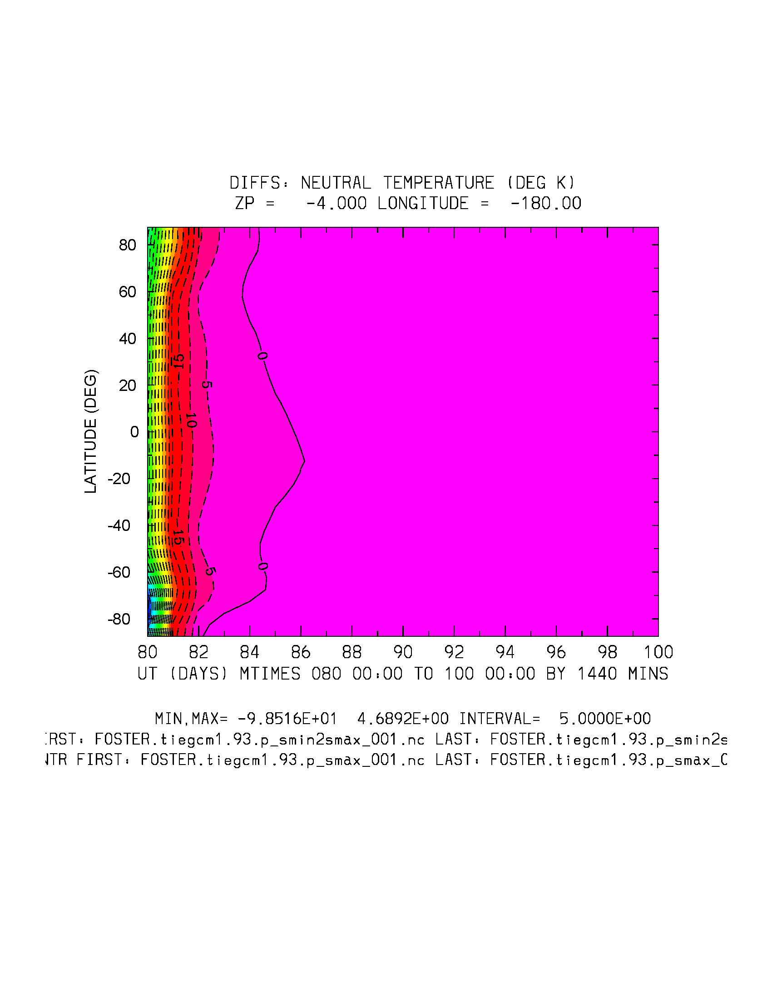 DIFFS: NEUTRAL TEMPERATURE (DEG K)
ZP = -4.000 LONGITUDE = -180.00
LATITUDE (DEG)
80
60
40
20
0
-20
-40
-60
-80
15
5
10
0
15
5
0
80 82 84 86 88 90 92 94 96 98 100
UT (DAYS) MTIMES 080 00:00 TO 100 00:00 BY 1440 MINS
MIN,MAX= -9.8516E+01 4.6892E+00 INTERVAL= 5.0000E+00
RST: FOSTER.tiegcm1.93.p_smin2smax_001.nc LAST: FOSTER.tiegcm1.93.p_smin2s
NTR FIRST: FOSTER.tiegcm1.93.p_smax_001.nc LAST: FOSTER.tiegcm1.93.p_smax_0